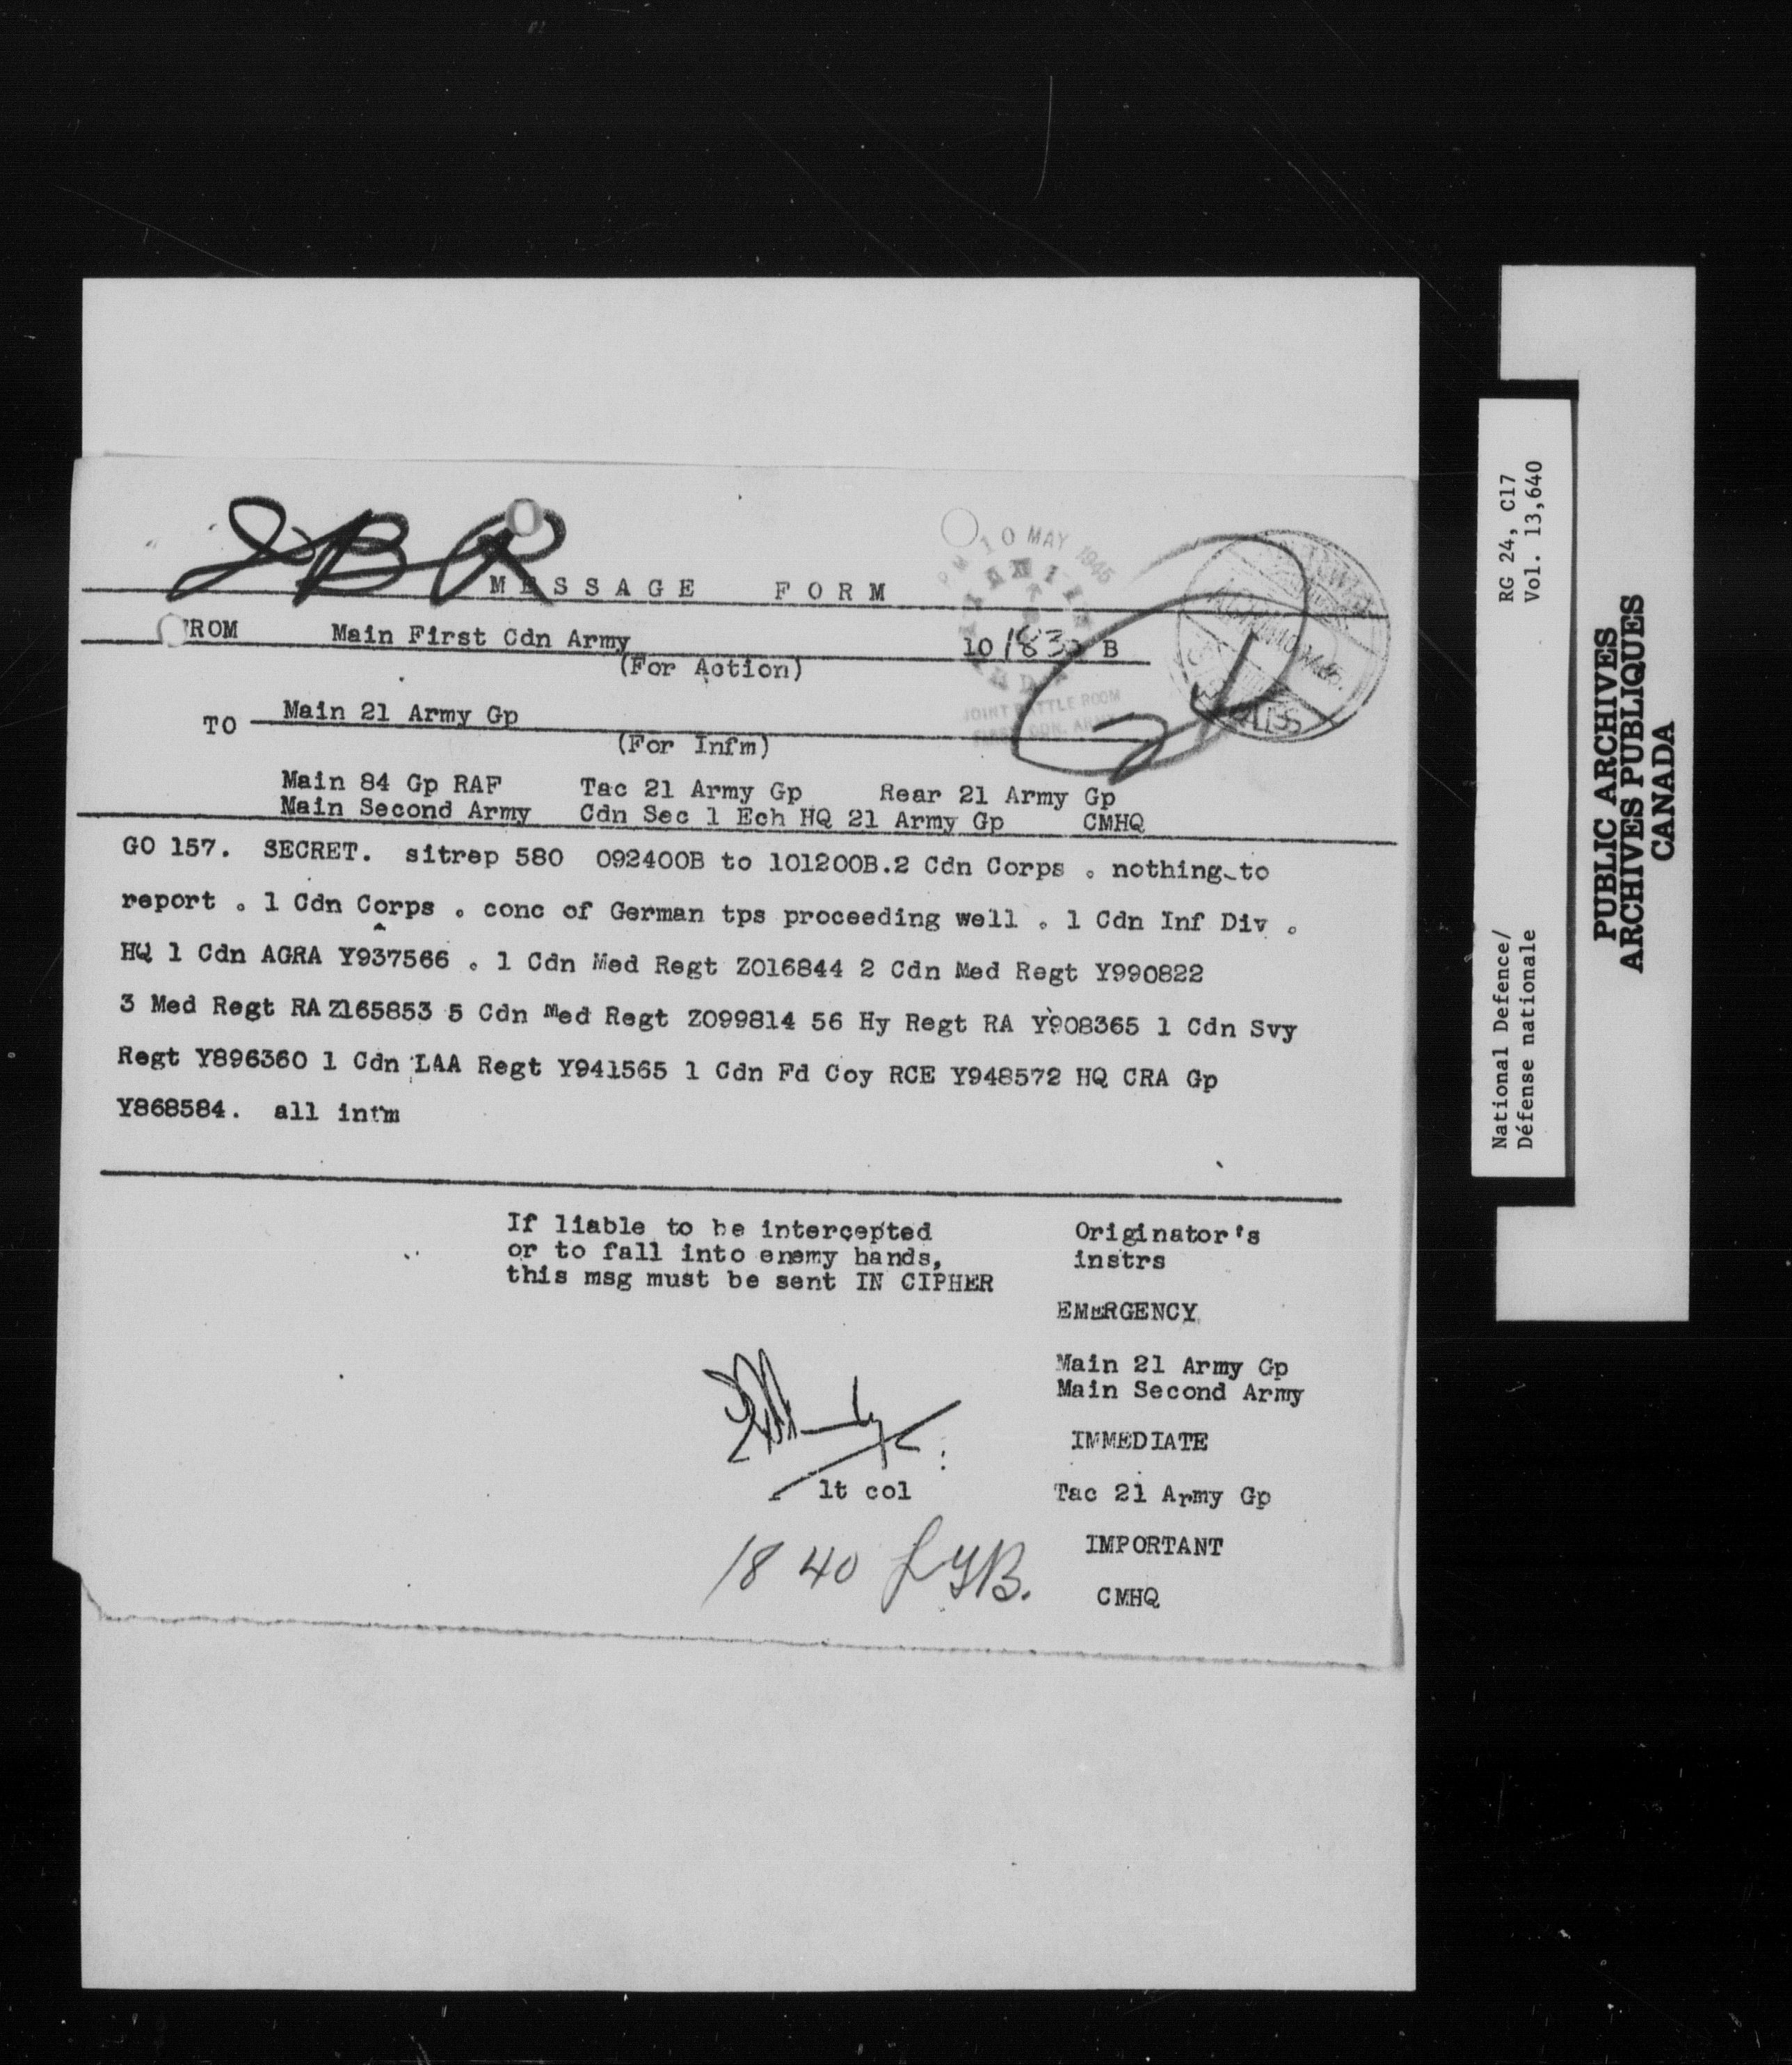 JBR
MESSAGE FORM
PM 10 MAY 1945
FROM Main First Cdn Army 101830 B
(For Action)
TO Main 21 Army Gp
JOINT BATTLE ROOM
FIRST CDN. ARMY
(For Infm)
Main 84 Gp RAF Tac 21 Army Gp Rear 21 Army Gp
Main Second Army Cdn Sec 1 Ech HQ 21 Army Gp CMHQ
GO 157. SECRET. sitrep 580 092400B to 101200B.2 Cdn Corps . nothing to
report . 1 Cdn Corps . conc of German tps proceeding well . 1 Cdn Inf Div .
HQ 1 Cdn AGRA Y937566 . 1 Cdn Med Regt Z016844 2 Cdn Med Regt Y990822
3 Med Regt RA Z165853 5 Cdn Med Regt Z099814 56 Hy Regt RA Y908365 1 Cdn Svy
Regt Y896360 1 Cdn LAA Regt Y941565 1 Cdn Fd Coy RCE Y948572 HQ CRA Gp
Y868584. all infm
If liable to be intercepted
or to fall into enemy hands,
this msg must be sent IN CIPHER
lt col
1840 LYB.
Originator's
instrs
EMERGENCY
Main 21 Army Gp
Main Second Army
IMMEDIATE
Tac 21 Army Gp
IMPORTANT
CMHQ
National Defence/ RG 24, C17
Défense nationale Vol. 13,640
PUBLIC ARCHIVES
ARCHIVES PUBLIQUES
CANADA